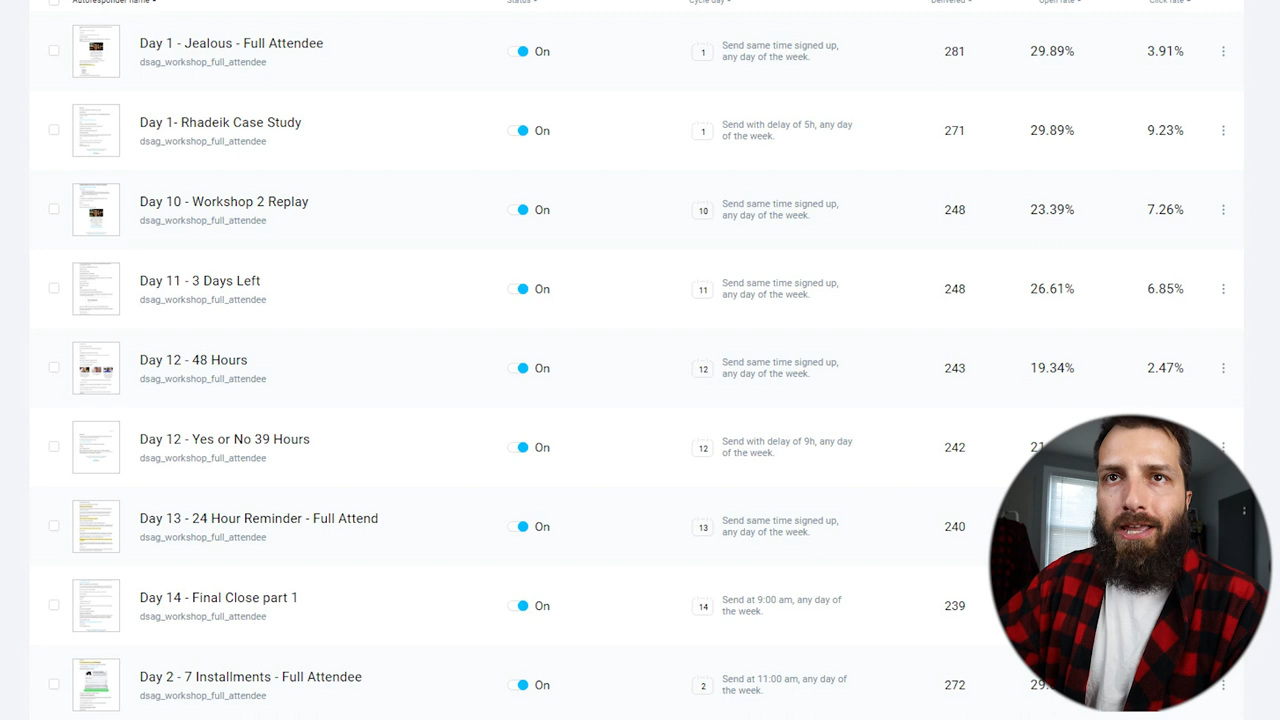 Autoresponder name Status Cycle day Delivered Open rate Click rate
Day 1 - Jealous - Full Attendee
dsag_workshop_full_attendee
On
1
Send same time signed up,
any day of the week.
281
29.89%
3.91%
Day 1- Rhadeik Case Study
dsag_workshop_full_attendee
On
1
Send with delay of 5h, any day
of the week.
271
29.89%
9.23%
Day 10 - Workshop 2 Replay
dsag_workshop_full_attendee
On
10
Send same time signed up,
any day of the week.
248
23.39%
7.26%
Day 11 - 3 Days Left
dsag_workshop_full_attendee
On
11
Send same time signed up,
any day of the week.
248
26.61%
6.85%
Day 12 - 48 Hours
dsag_workshop_full_attendee
On
12
Send same time signed up,
any day of the week.
243
19.34%
2.47%
Day 12 - Yes or No 39 Hours
dsag_workshop_full_attendee
On
12
Send with delay of 9h, any day
of the week.
242
Day 13 - 24 Hour Reminder - Full Attend
dsag_workshop_full_attendee
On
13
Send same time signed up,
any day of the week.
Day 14 - Final Close part 1
dsag_workshop_full_attendee
On
14
Send at 9:00 am, any day of
the week.
239
Day 2 - 7 Installments - Full Attendee
dsag_workshop_full_attendee
On
2
Send at 11:00 am, any day of
the week.